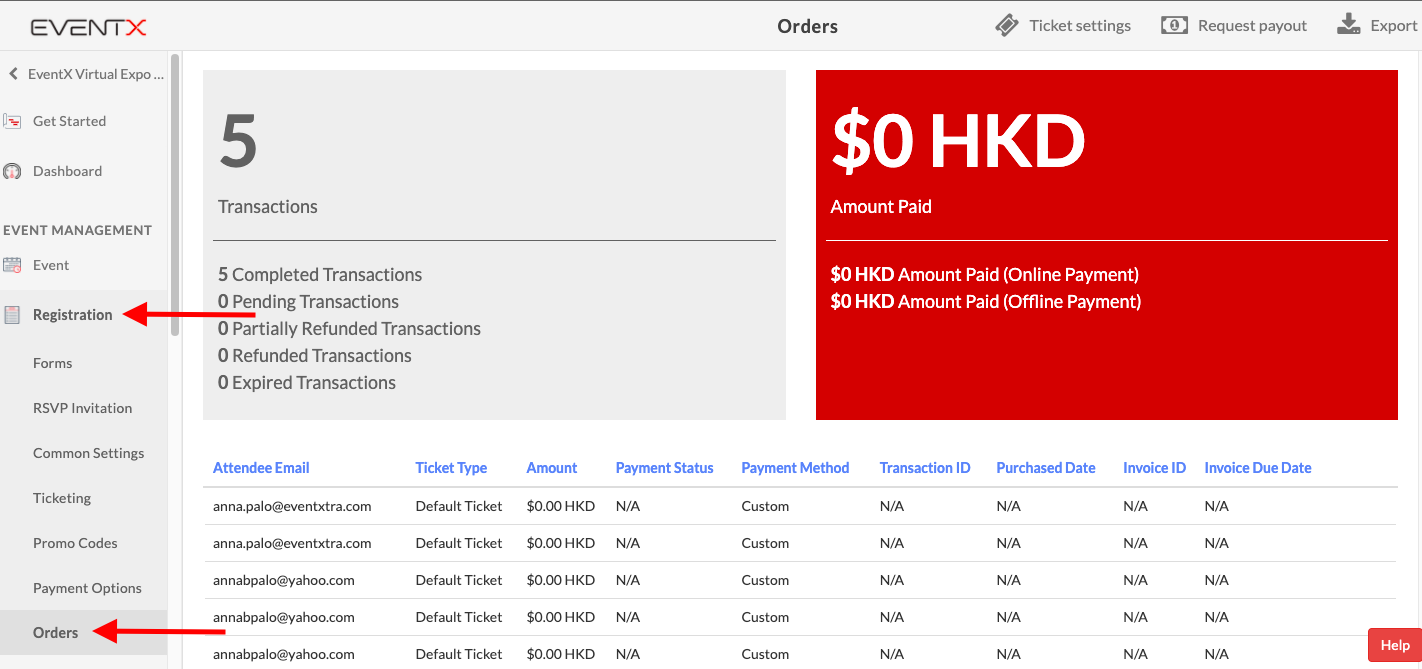 EVENTX
Orders
Ticket settings
Request payout
Export
EventX Virtual Expo ...
Get Started
Dashboard
EVENT MANAGEMENT
Event
Registration
Forms
RSVP Invitation
Common Settings
Ticketing
Promo Codes
Payment Options
Orders
5
Transactions
5 Completed Transactions
0 Pending Transactions
0 Partially Refunded Transactions
0 Refunded Transactions
0 Expired Transactions
$0 HKD
Amount Paid
$0 HKD Amount Paid (Online Payment)
$0 HKD Amount Paid (Offline Payment)
Attendee Email Ticket Type Amount Payment Status Payment Method Transaction ID Purchased Date Invoice ID Invoice Due Date
anna.palo@eventxtra.com Default Ticket $0.00 HKD N/A Custom N/A N/A N/A N/A
anna.palo@eventxtra.com Default Ticket $0.00 HKD N/A Custom N/A N/A N/A N/A
annabpalo@yahoo.com Default Ticket $0.00 HKD N/A Custom N/A N/A N/A N/A
annabpalo@yahoo.com Default Ticket $0.00 HKD N/A Custom N/A N/A N/A N/A
annabpalo@yahoo.com Default Ticket $0.00 HKD N/A Custom N/A N/A N/A N/A
Help